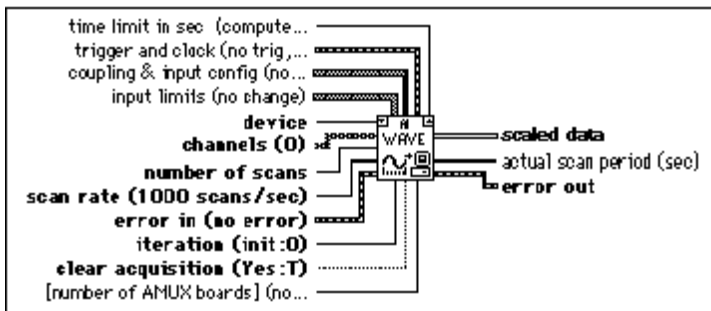 time limit in sec (compute...
trigger and clock (no trig,...
coupling & input config (no...
input limits (no change)
device
channels (0)
number of scans
scan rate (1000 scans/sec)
error in (no error)
iteration (init:0)
clear acquisition (Yes:T)
[number of AMUX boards] (no...
AI
WAVE
scaled data
actual scan period (sec)
error out